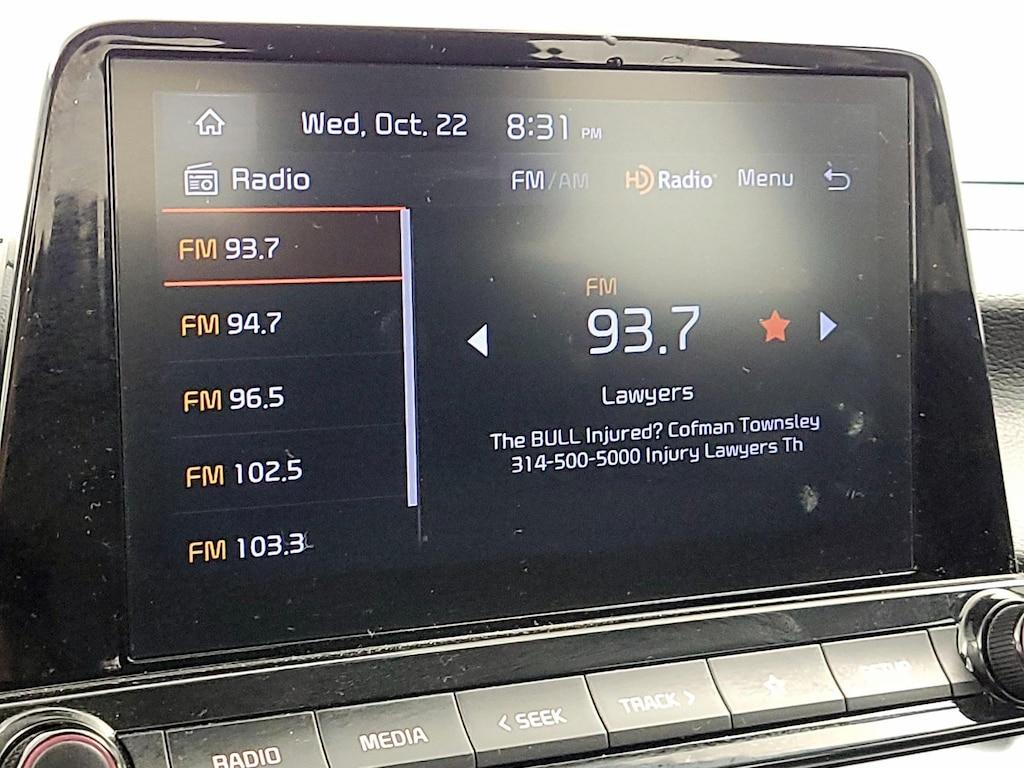 Wed, Oct. 22 8:31 PM
Radio FM/AM HD Radio Menu
FM 93.7
FM 94.7
FM 96.5
FM 102.5
FM 103.3
FM
93.7
Lawyers
The BULL Injured? Cofman Townsley
314-500-5000 Injury Lawyers Th
RADIO MEDIA < SEEK TRACK > SETUP